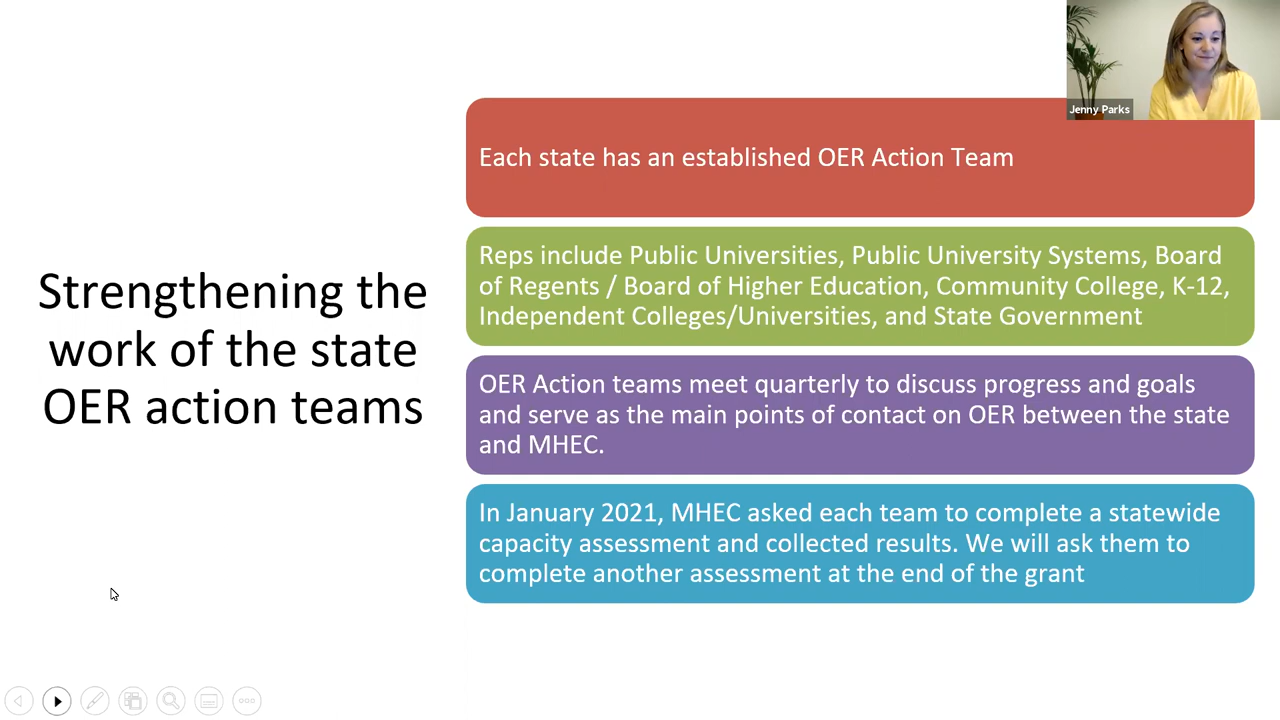 Jenny Parks
Strengthening the
work of the state
OER action teams
Each state has an established OER Action Team
Reps include Public Universities, Public University Systems, Board
of Regents / Board of Higher Education, Community College, K-12,
Independent Colleges/Universities, and State Government
OER Action teams meet quarterly to discuss progress and goals
and serve as the main points of contact on OER between the state
and MHEC.
In January 2021, MHEC asked each team to complete a statewide
capacity assessment and collected results. We will ask them to
complete another assessment at the end of the grant